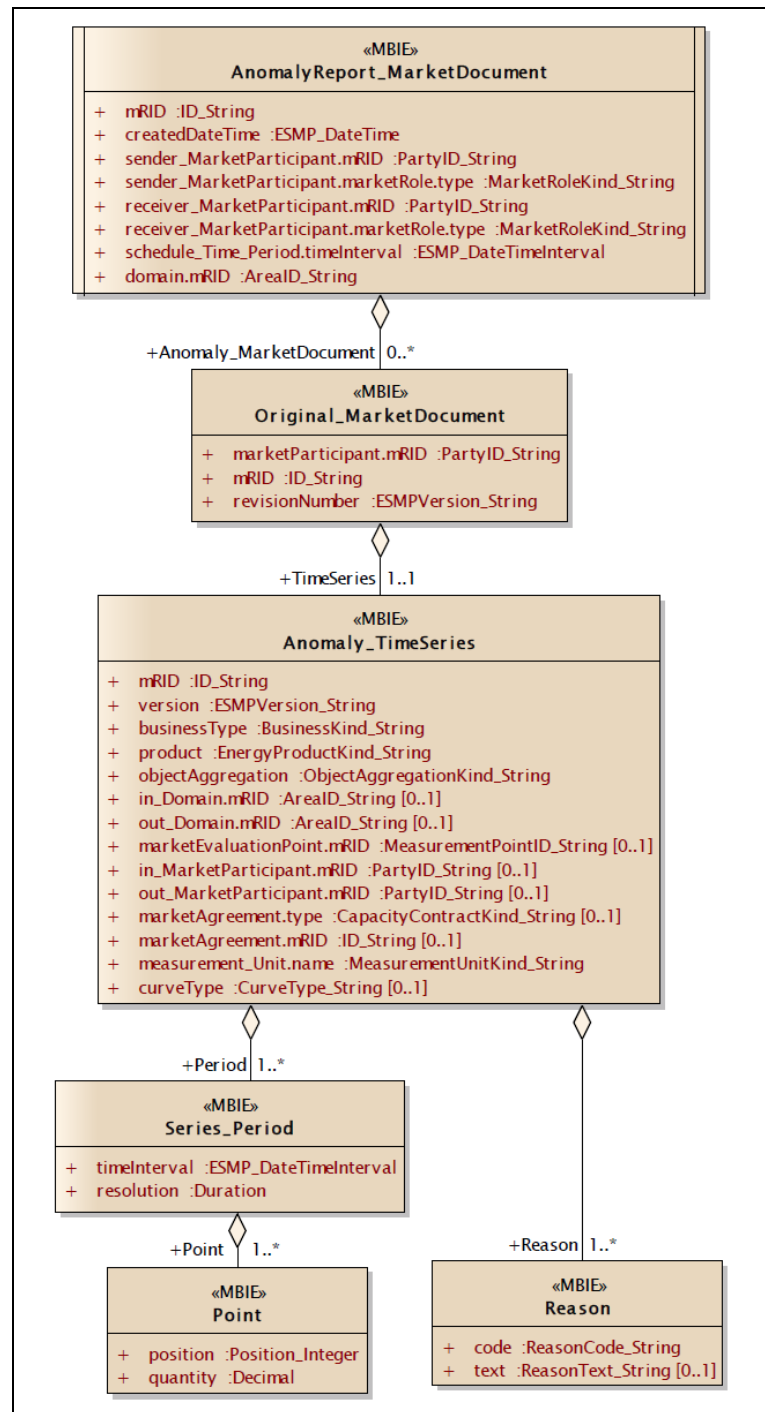 «MBIE»
AnomalyReport_MarketDocument
+ mRID :ID_String
+ createdDateTime :ESMP_DateTime
+ sender_MarketParticipant.mRID :PartyID_String
+ sender_MarketParticipant.marketRole.type :MarketRoleKind_String
+ receiver_MarketParticipant.mRID :PartyID_String
+ receiver_MarketParticipant.marketRole.type :MarketRoleKind_String
+ schedule_Time_Period.timeInterval :ESMP_DateTimeInterval
+ domain.mRID :AreaID_String
+Anomaly_MarketDocument 0..*
«MBIE»
Original_MarketDocument
+ marketParticipant.mRID :PartyID_String
+ mRID :ID_String
+ revisionNumber :ESMPVersion_String
+TimeSeries 1..1
«MBIE»
Anomaly_TimeSeries
+ mRID :ID_String
+ version :ESMPVersion_String
+ businessType :BusinessKind_String
+ product :EnergyProductKind_String
+ objectAggregation :ObjectAggregationKind_String
+ in_Domain.mRID :AreaID_String [0..1]
+ out_Domain.mRID :AreaID_String [0..1]
+ marketEvaluationPoint.mRID :MeasurementPointID_String [0..1]
+ in_MarketParticipant.mRID :PartyID_String [0..1]
+ out_MarketParticipant.mRID :PartyID_String [0..1]
+ marketAgreement.type :CapacityContractKind_String [0..1]
+ marketAgreement.mRID :ID_String [0..1]
+ measurement_Unit.name :MeasurementUnitKind_String
+ curveType :CurveType_String [0..1]
+Period 1..*
«MBIE»
Series_Period
+ timeInterval :ESMP_DateTimeInterval
+ resolution :Duration
+Point 1..*
«MBIE»
Point
+ position :Position_Integer
+ quantity :Decimal
+Reason 1..*
«MBIE»
Reason
+ code :ReasonCode_String
+ text :ReasonText_String [0..1]